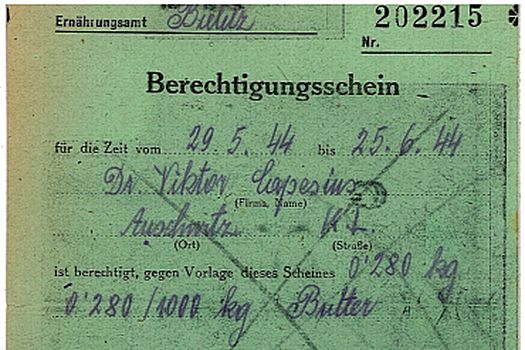 Ernährungsamt Bielitz
202215
Nr.
Berechtigungsschein
für die Zeit vom 29.5.44 bis 25.6.44
Dr. Viktor Capesius
(Firma, Name)
Auschwitz K.L.
(Ort) (Straße)
ist berechtigt, gegen Vorlage dieses Scheines 0'280 kg
0'280/1000 kg Butter